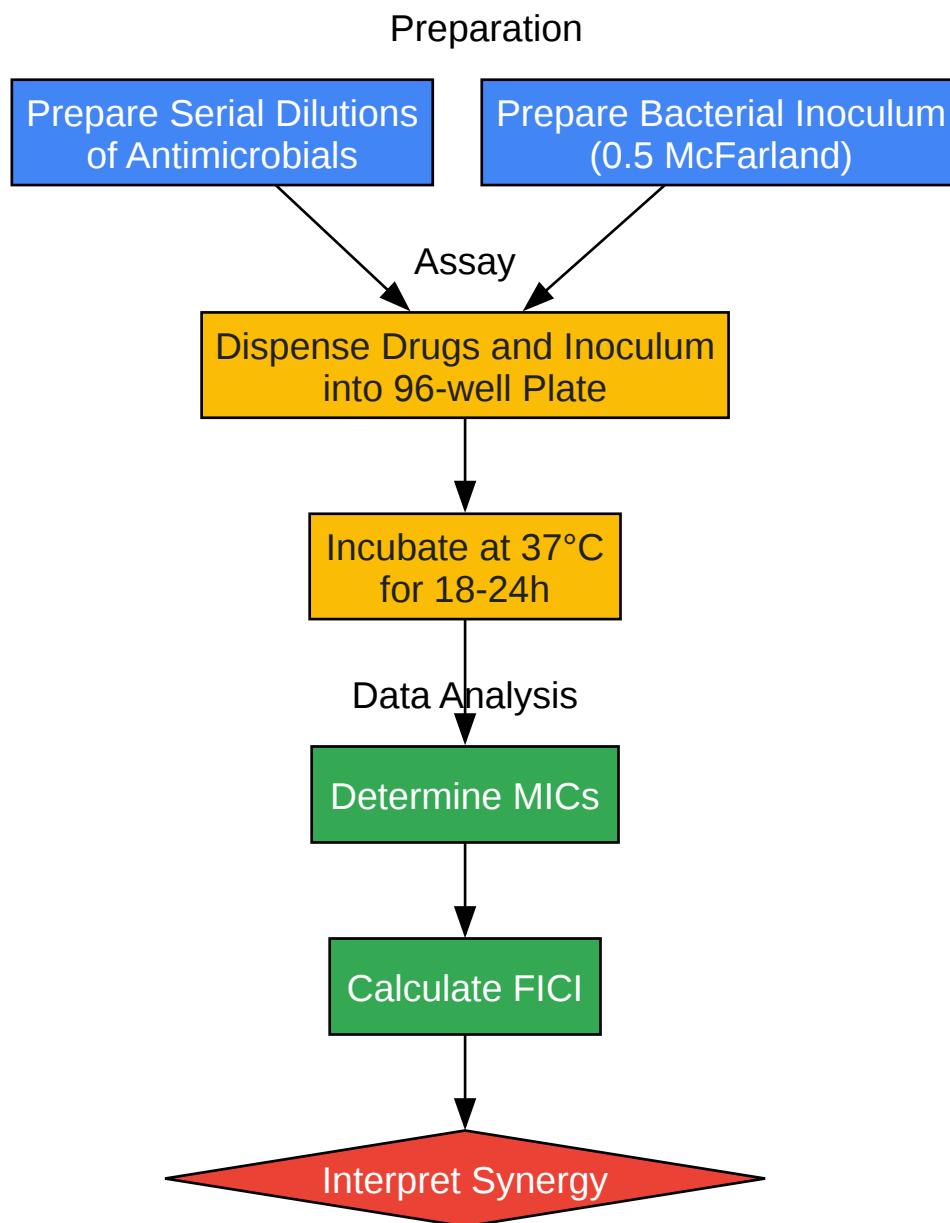 Preparation
Prepare Serial Dilutions
of Antimicrobials
Prepare Bacterial Inoculum
(0.5 McFarland)
Assay
Dispense Drugs and Inoculum
into 96-well Plate
Incubate at 37°C
for 18-24h
Data Analysis
Determine MICs
Calculate FICI
Interpret Synergy